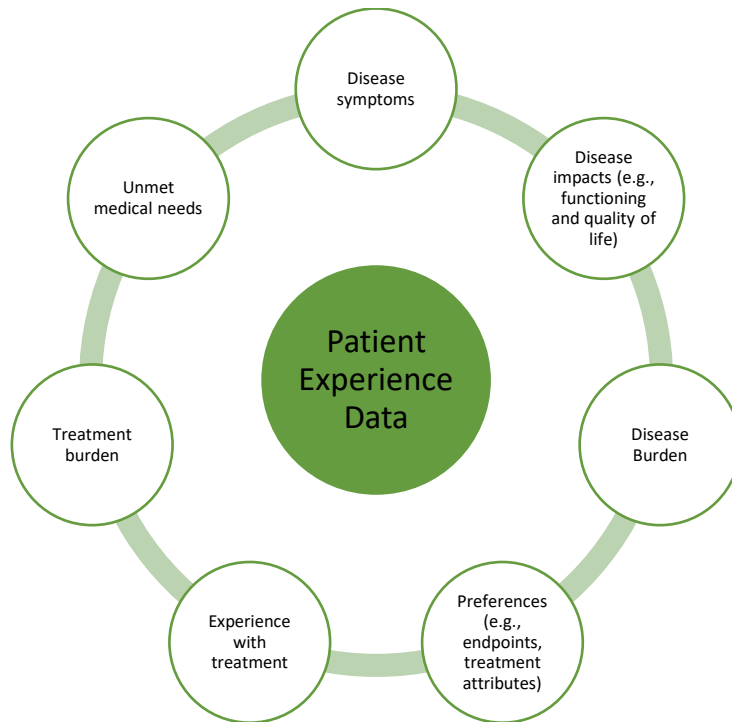 Disease
symptoms
Disease
impacts (e.g.,
functioning
and quality of
life)
Disease
Burden
Preferences
(e.g.,
endpoints,
treatment
attributes)
Experience
with
treatment
Treatment
burden
Unmet
medical needs
Patient
Experience
Data